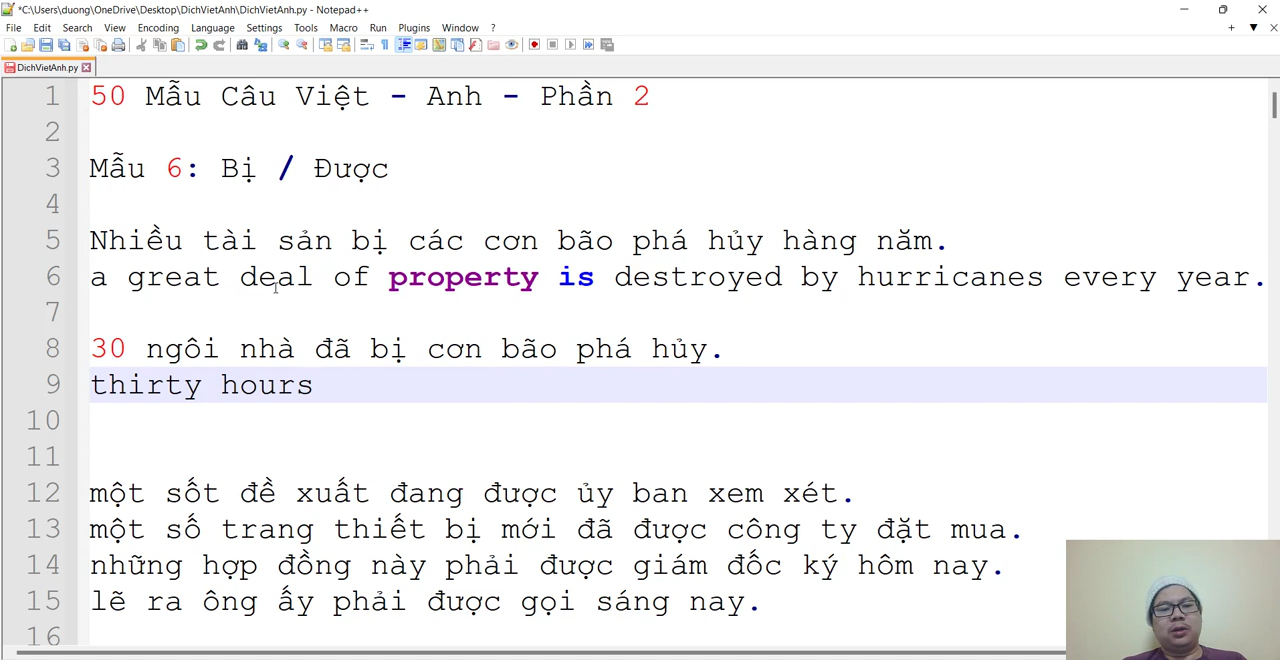 *C:\Users\duong\OneDrive\Desktop\DichVietAnh\DichVietAnh.py - Notepad++
File Edit Search View Encoding Language Settings Tools Macro Run Plugins Window ?
DichVietAnh.py
1 50 Mẫu Câu Việt - Anh - Phần 2
2
3 Mẫu 6: Bị / Được
4
5 Nhiều tài sản bị các cơn bão phá hủy hàng năm.
6 a great deal of property is destroyed by hurricanes every year.
7
8 30 ngôi nhà đã bị cơn bão phá hủy.
9 thirty hours
10
11
12 một sốt đề xuất đang được ủy ban xem xét.
13 một số trang thiết bị mới đã được công ty đặt mua.
14 những hợp đồng này phải được giám đốc ký hôm nay.
15 lẽ ra ông ấy phải được gọi sáng nay.
16